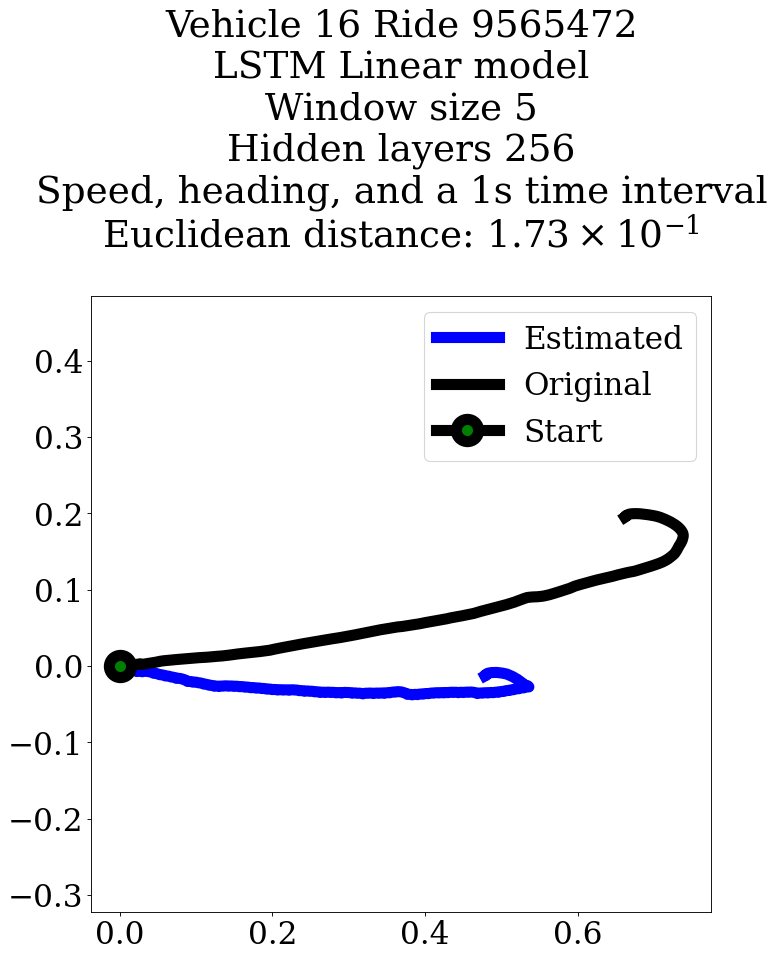 Vehicle 16 Ride 9565472
LSTM Linear model
Window size 5
Hidden layers 256
Speed, heading, and a 1s time interval
Euclidean distance: 1.73 × 10⁻¹
Estimated
Original
Start
0.4
0.3
0.2
0.1
0.0
−0.1
−0.2
−0.3
0.0 0.2 0.4 0.6